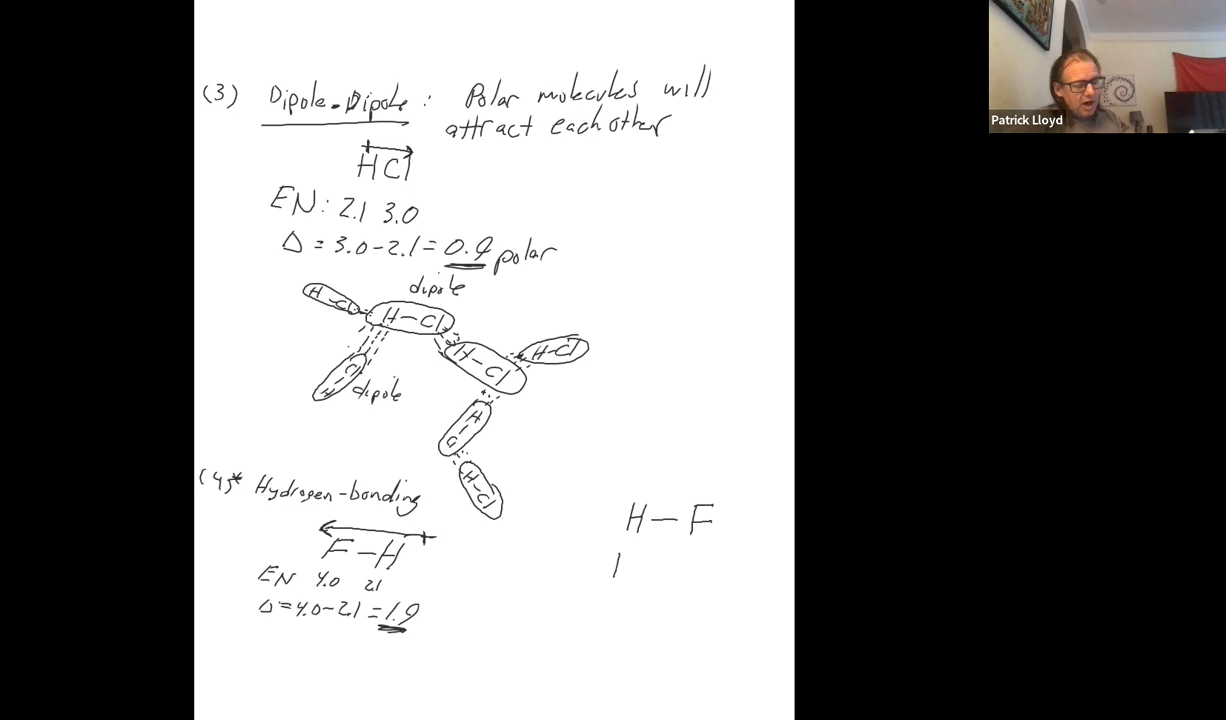 (3) Dipole-Dipole : Polar molecules will
attract each other
HCl
EN: 2.1 3.0
Δ = 3.0-2.1 = 0.9 polar
dipole
H-Cl
H-Cl
H-Cl
H-Cl
H-Cl
dipole
H-Cl
H-Cl
(4)* Hydrogen-bonding
H-F
F-H
EN 4.0 2.1
Δ=4.0-2.1=1.9
Patrick Lloyd